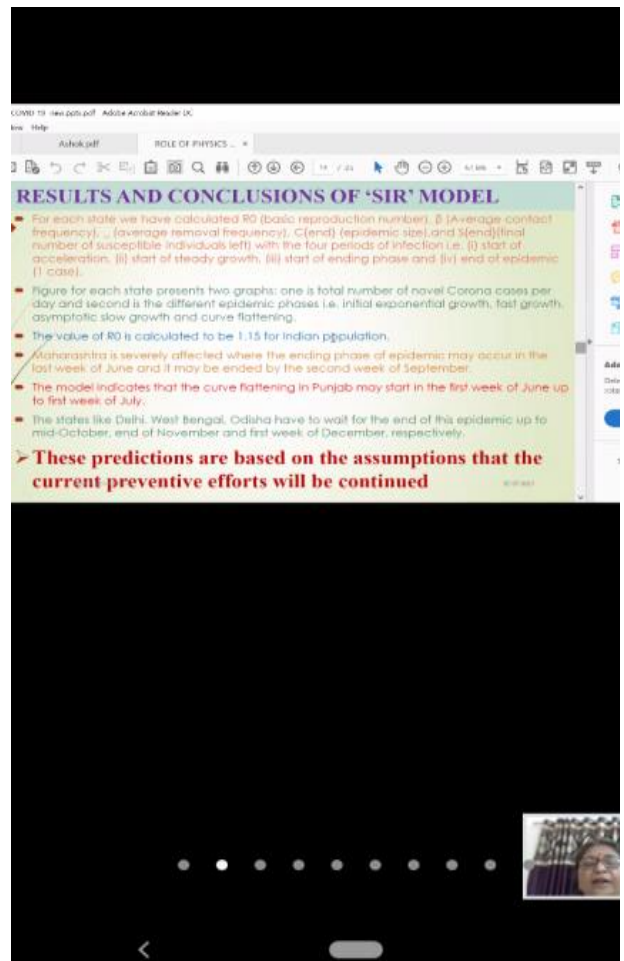 COVID 19 -new.pptx.pdf - Adobe Acrobat Reader DC
Help
Ashok.pdf
ROLE OF PHYSICS ...
RESULTS AND CONCLUSIONS OF ‘SIR’ MODEL
For each state we have calculated R0 (basic reproduction number), β (Average contact
frequency), (average removal frequency), C(end) (epidemic size),and S(end)(final
number of susceptible individuals left) with the four periods of infection i.e. (i) start of
acceleration, (ii) start of steady growth, (iii) start of ending phase and (iv) end of epidemic
(1 case).
Figure for each state presents two graphs: one is total number of novel Corona cases per
day and second is the different epidemic phases i.e. initial exponential growth, fast growth,
asymptotic slow growth and curve flattening.
The value of R0 is calculated to be 1.15 for Indian population.
Maharashtra is severely affected where the ending phase of epidemic may occur in the
last week of June and it may be ended by the second week of September.
The model indicates that the curve flattening in Punjab may start in the first week of June up
to first week of July.
The states like Delhi, West Bengal, Odisha have to wait for the end of this epidemic up to
mid-October, end of November and first week of December, respectively.
➢ These predictions are based on the assumptions that the
current preventive efforts will be continued